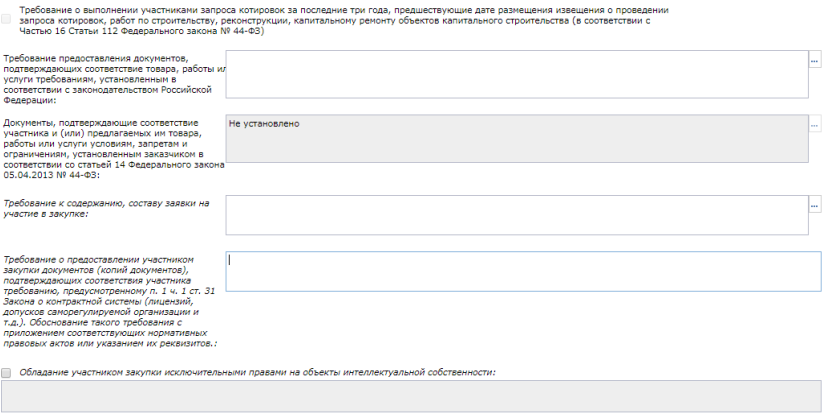 Требование о выполнении участниками запроса котировок за последние три года, предшествующие дате размещения извещения о проведении
запроса котировок, работ по строительству, реконструкции, капитальному ремонту объектов капитального строительства (в соответствии с
Частью 16 Статьи 112 Федерального закона № 44-ФЗ)
Требование предоставления документов,
подтверждающих соответствие товара, работы ил
услуги требованиям, установленным в
соответствии с законодательством Российской
Федерации:
...
Документы, подтверждающие соответствие
участника и (или) предлагаемых им товара,
работы или услуги условиям, запретам и
ограничениям, установленным заказчиком в
соответствии со статьей 14 Федерального закона
05.04.2013 № 44-ФЗ:
Не установлено
...
Требование к содержанию, составу заявки на
участие в закупке:
...
Требование о предоставлении участником
закупки документов (копий документов),
подтверждающих соответствия участника
требованию, предусмотренному п. 1 ч. 1 ст. 31
Закона о контрактной системы (лицензий,
допусков саморегулируемой организации и
т.д.). Обоснование такого требования с
приложением соответствующих нормативных
правовых актов или указанием их реквизитов.:
Обладание участником закупки исключительными правами на объекты интеллектуальной собственности: